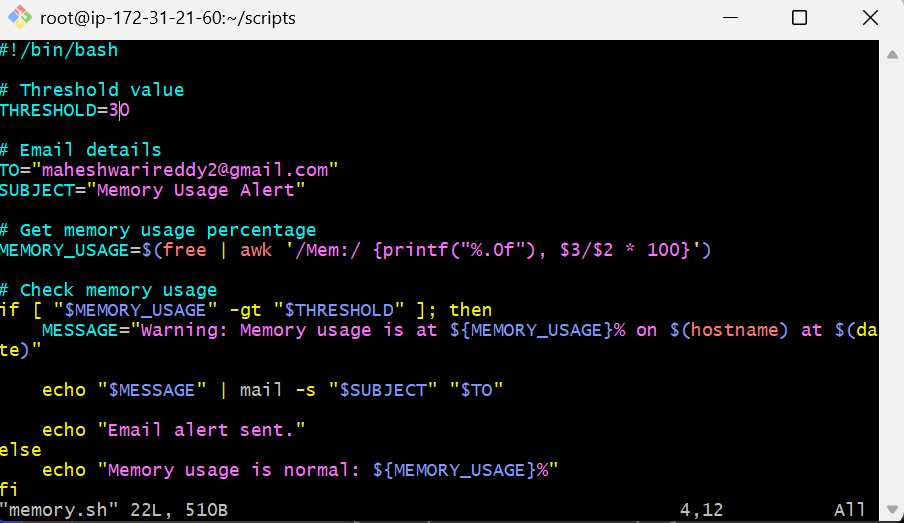 root@ip-172-31-21-60:~/scripts
#!/bin/bash
# Threshold value
THRESHOLD=30
# Email details
TO="maheshwarireddy2@gmail.com"
SUBJECT="Memory Usage Alert"
# Get memory usage percentage
MEMORY_USAGE=$(free | awk '/Mem:/ {printf("%.0f"), $3/$2 * 100}')
# Check memory usage
if [ "$MEMORY_USAGE" -gt "$THRESHOLD" ]; then
    MESSAGE="Warning: Memory usage is at ${MEMORY_USAGE}% on $(hostname) at $(da
te)"
    echo "$MESSAGE" | mail -s "$SUBJECT" "$TO"
    echo "Email alert sent."
else
    echo "Memory usage is normal: ${MEMORY_USAGE}%"
fi
"memory.sh" 22L, 510B 4,12 All